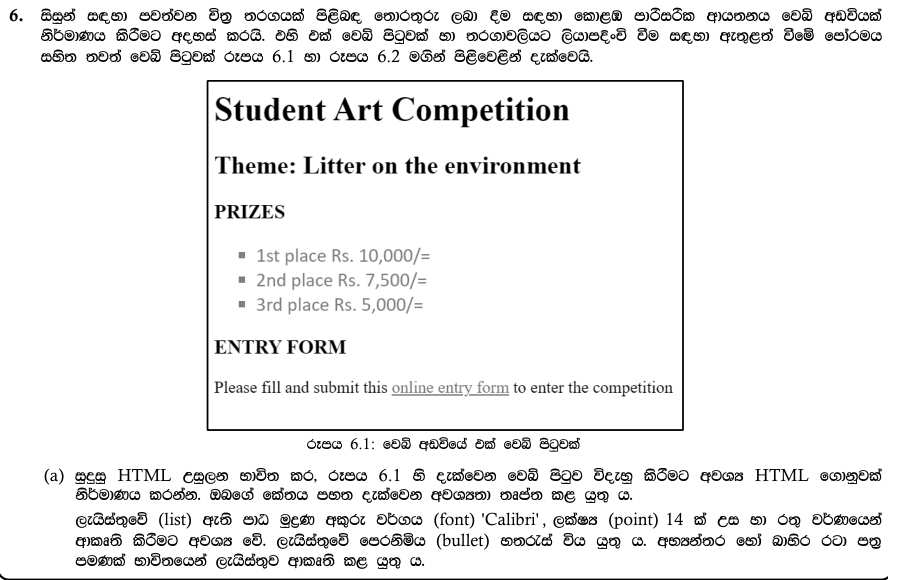 6. සිසුන් සඳහා පවත්වන චිත්‍ර තරගයක් පිළිබඳ තොරතුරු ලබා දීම සඳහා කොළඹ පාරිසරික ආයතනය වෙබ් අඩවියක්
නිර්මාණය කිරීමට අදහස් කරයි. එහි එක් වෙබ් පිටුවක් හා තරගාවලියට ලියාපදිංචි වීම සඳහා ඇතුළත් වීමේ පෝරමය
සහිත තවත් වෙබ් පිටුවක් රූපය 6.1 හා රූපය 6.2 මගින් පිළිවෙළින් දැක්වෙයි.
Student Art Competition
Theme: Litter on the environment
PRIZES
▪ 1st place Rs. 10,000/=
▪ 2nd place Rs. 7,500/=
▪ 3rd place Rs. 5,000/=
ENTRY FORM
Please fill and submit this online entry form to enter the competition
රූපය 6.1: වෙබ් අඩවියේ එක් වෙබ් පිටුවක්
(a) සුදුසු HTML උසුලන භාවිත කර, රූපය 6.1 හි දැක්වෙන වෙබ් පිටුව විදැහූ කිරීමට අවශ්‍ය HTML ගොනුවක්
නිර්මාණය කරන්න. ඔබගේ කේතය පහත දැක්වෙන අවශ්‍යතා තෘප්ත කළ යුතු ය.
ලැයිස්තුවේ (list) ඇති පාඨ මුද්‍රණ අකුරු වර්ගය (font) 'Calibri', ලක්ෂ්‍ය (point) 14 ක් උස හා රතු වර්ණයෙන්
ආකෘති කිරීමට අවශ්‍ය වේ. ලැයිස්තුවේ පෙරනිමිය (bullet) හතරැස් විය යුතු ය. අභ්‍යන්තර හෝ බාහිර රටා පත්‍ර
පමණක් භාවිතයෙන් ලැයිස්තුව ආකෘති කළ යුතු ය.